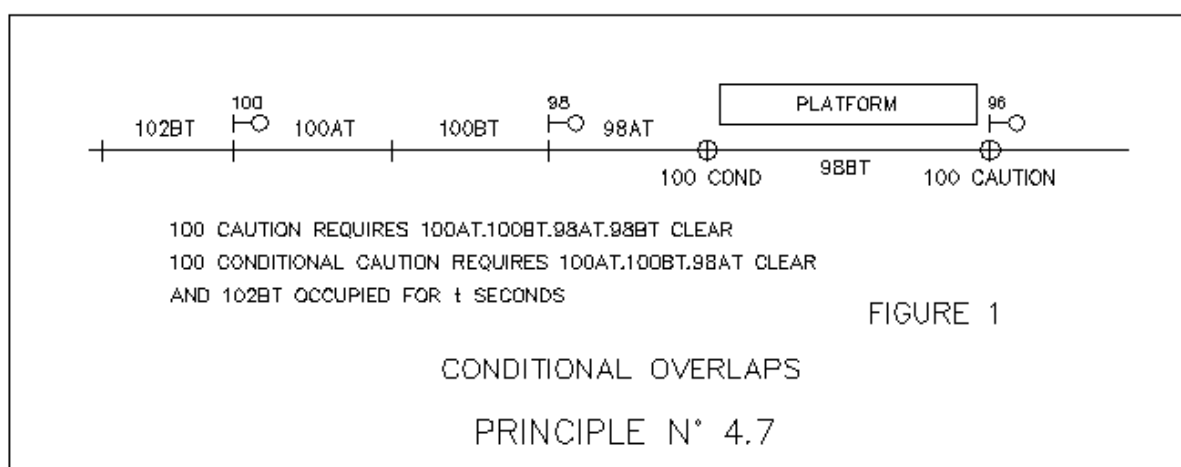 100
98
PLATFORM
96
102BT
100AT
100BT
98AT
100 COND
98BT
100 CAUTION
100 CAUTION REQUIRES 100AT.100BT.98AT.98BT CLEAR
100 CONDITIONAL CAUTION REQUIRES 100AT.100BT.98AT CLEAR
AND 102BT OCCUPIED FOR t SECONDS
FIGURE 1
CONDITIONAL OVERLAPS
PRINCIPLE N° 4.7